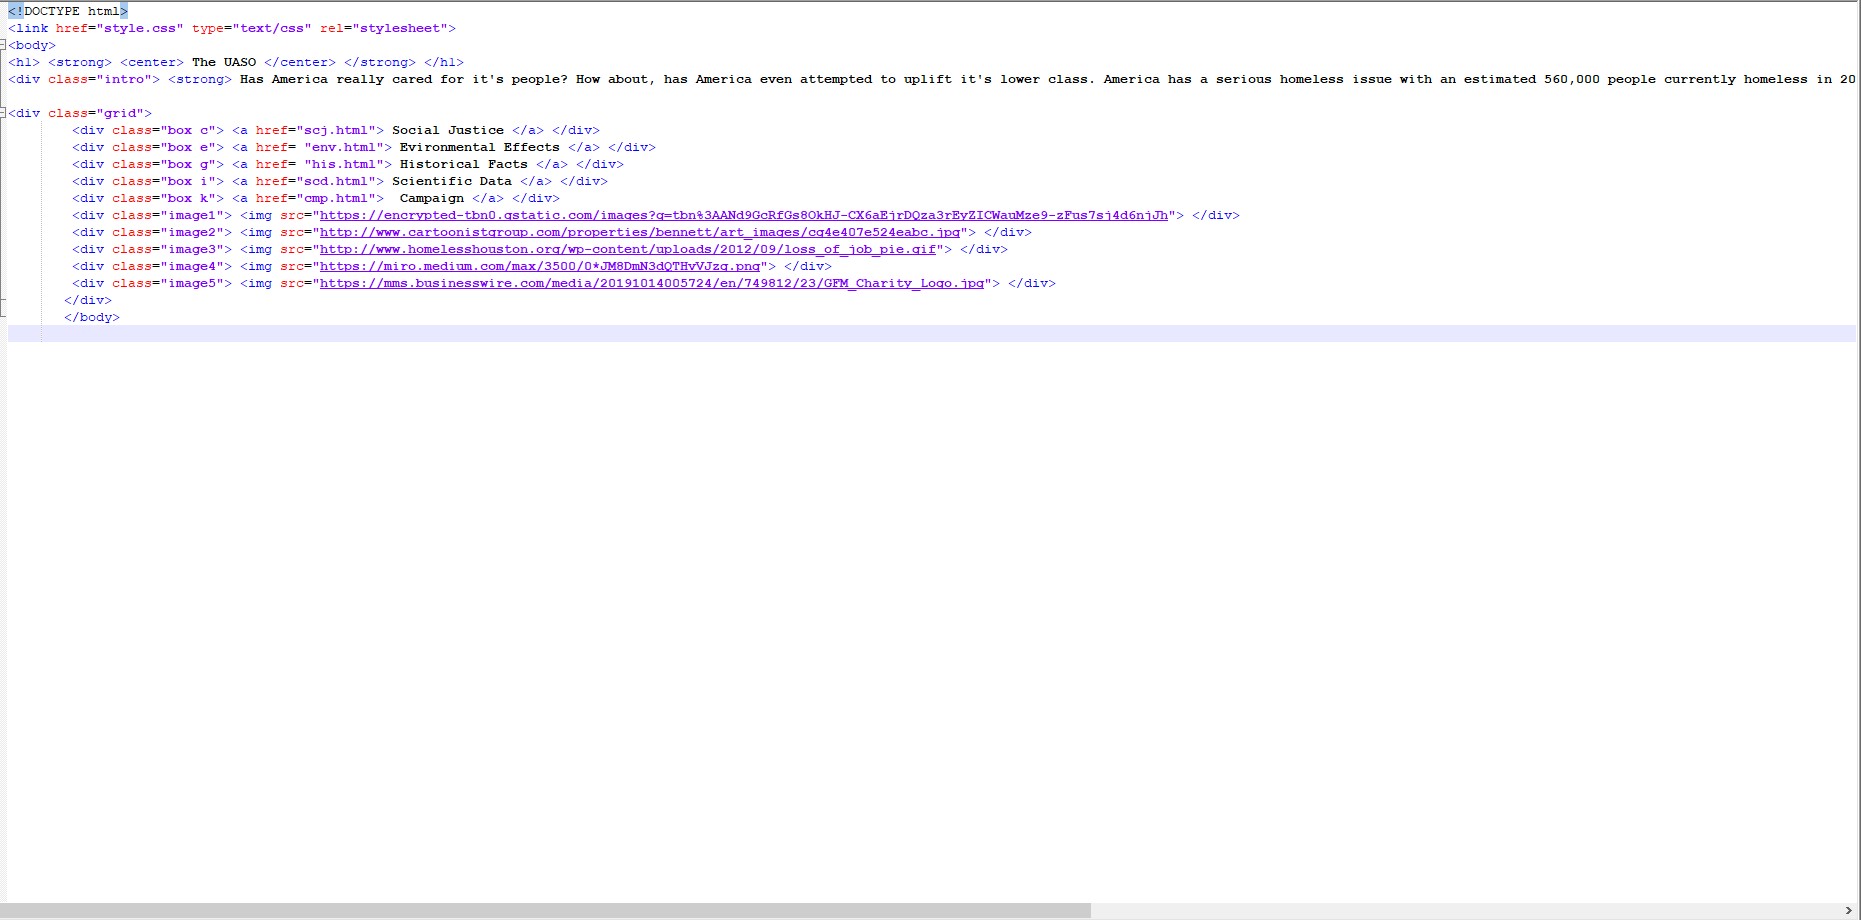 <!DOCTYPE html>
<link href="style.css" type="text/css" rel="stylesheet">
<body>
<h1> <strong> <center> The UASO </center> </strong> </h1>
<div class="intro"> <strong> Has America really cared for it's people? How about, has America even attempted to uplift it's lower class. America has a serious homeless issue with an estimated 560,000 people currently homeless in 20
<div class="grid">
<div class="box c"> <a href="scj.html"> Social Justice </a> </div>
<div class="box e"> <a href= "env.html"> Evironmental Effects </a> </div>
<div class="box g"> <a href= "his.html"> Historical Facts </a> </div>
<div class="box i"> <a href="scd.html"> Scientific Data </a> </div>
<div class="box k"> <a href="cmp.html">  Campaign </a> </div>
<div class="image1"> <img src="https://encrypted-tbn0.gstatic.com/images?q=tbn%3AANd9GcRfGs8OkHJ-CX6aEjrDQza3rEyZICWauMze9-zFus7sj4d6njJh"> </div>
<div class="image2"> <img src="http://www.cartoonistgroup.com/properties/bennett/art_images/cg4e407e524eabc.jpg"> </div>
<div class="image3"> <img src="http://www.homelesshouston.org/wp-content/uploads/2012/09/loss_of_job_pie.gif"> </div>
<div class="image4"> <img src="https://miro.medium.com/max/3500/0*JM8DmN3dQTHvVJzg.png"> </div>
<div class="image5"> <img src="https://mms.businesswire.com/media/20191014005724/en/749812/23/GFM_Charity_Logo.jpg"> </div>
</div>
</body>